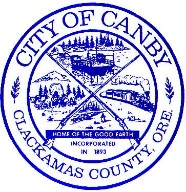 CITY OF CANBY
HOME OF THE GOOD EARTH
INCORPORATED
IN 1893
CLACKAMAS COUNTY, ORE.